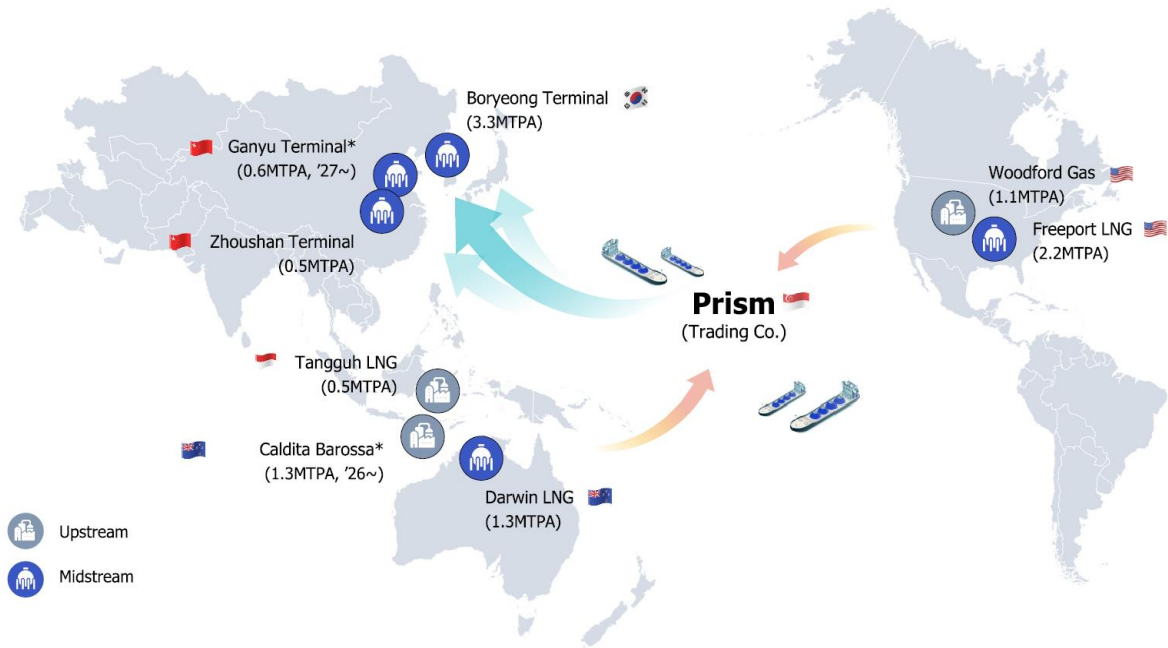 Boryeong Terminal
(3.3MTPA)
Ganyu Terminal*
(0.6MTPA, ’27~)
Zhoushan Terminal
(0.5MTPA)
Woodford Gas
(1.1MTPA)
Freeport LNG
(2.2MTPA)
Prism
(Trading Co.)
Tangguh LNG
(0.5MTPA)
Caldita Barossa*
(1.3MTPA, ’26~)
Darwin LNG
(1.3MTPA)
Upstream
Midstream